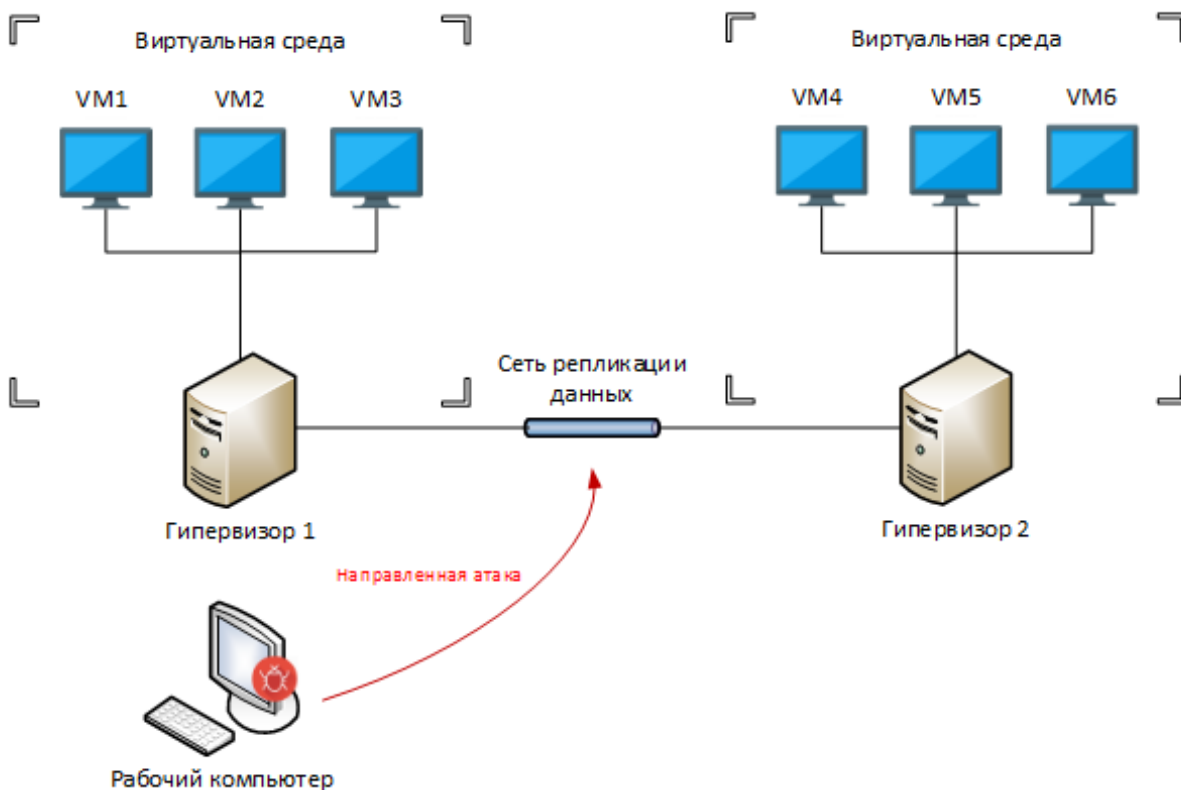 Виртуальная среда
Виртуальная среда
VM1
VM2
VM3
VM4
VM5
VM6
Сеть репликации
данных
Гипервизор 1
Гипервизор 2
Направленная атака
Рабочий компьютер